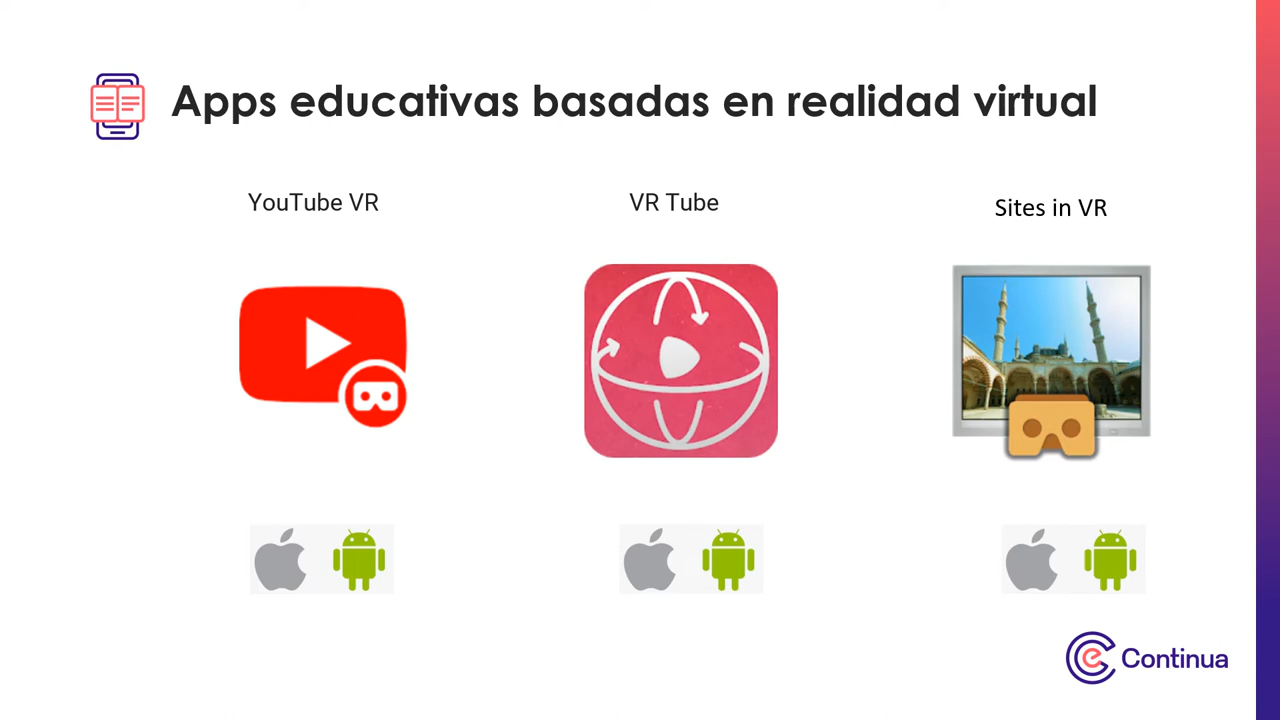 Apps educativas basadas en realidad virtual
YouTube VR
VR Tube
Sites in VR
Continua